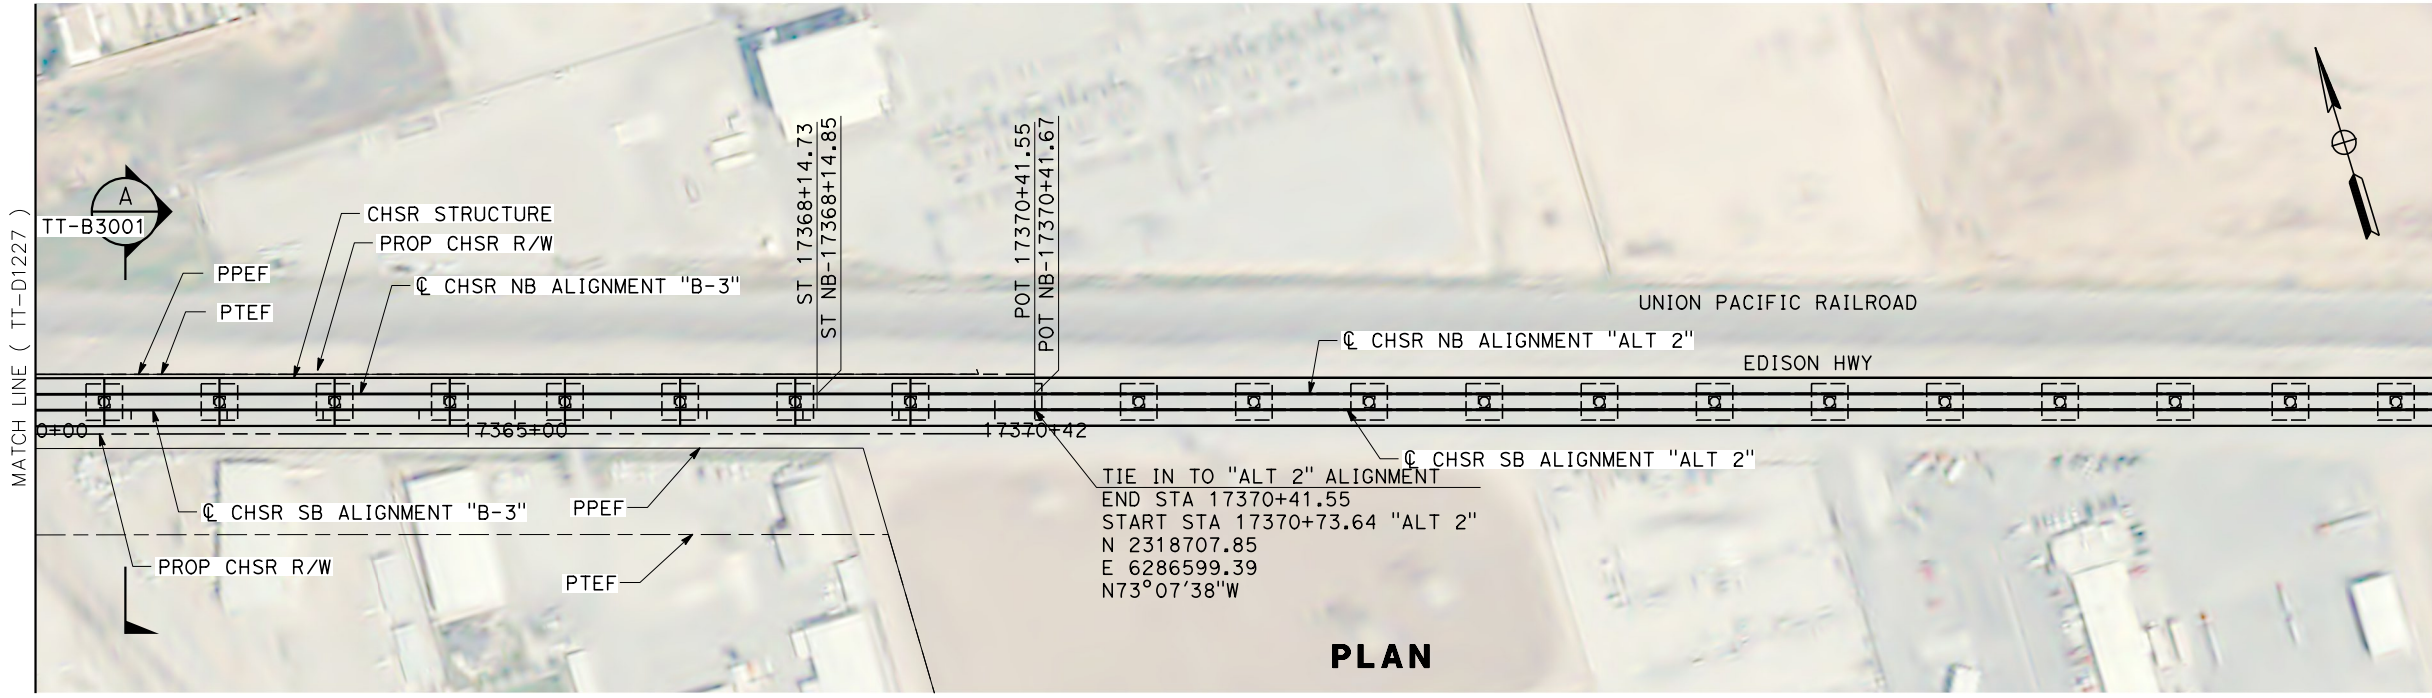 MATCH LINE ( TT-D1227 )
A
TT-B3001
CHSR STRUCTURE
PROP CHSR R/W
PPEF
℄ CHSR NB ALIGNMENT "B-3"
PTEF
ST 17368+14.73
ST NB-17368+14.85
POT 17370+41.55
POT NB-17370+41.67
UNION PACIFIC RAILROAD
℄ CHSR NB ALIGNMENT "ALT 2"
EDISON HWY
0+00
17365+00
17370+42
℄ CHSR SB ALIGNMENT "ALT 2"
TIE IN TO "ALT 2" ALIGNMENT
END STA 17370+41.55
START STA 17370+73.64 "ALT 2"
N 2318707.85
E 6286599.39
N73°07'38"W
℄ CHSR SB ALIGNMENT "B-3"
PPEF
PROP CHSR R/W
PTEF
PLAN